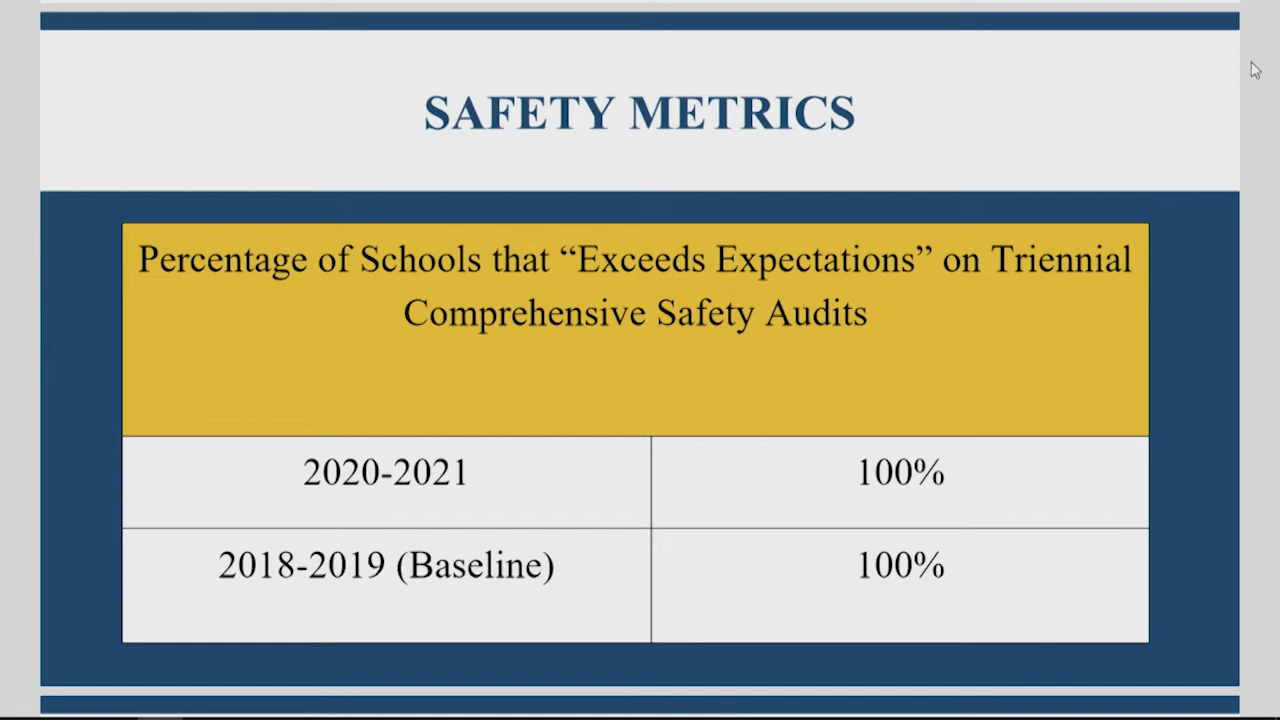 SAFETY METRICS
Percentage of Schools that “Exceeds Expectations” on Triennial
Comprehensive Safety Audits
2020-2021 100%
2018-2019 (Baseline) 100%